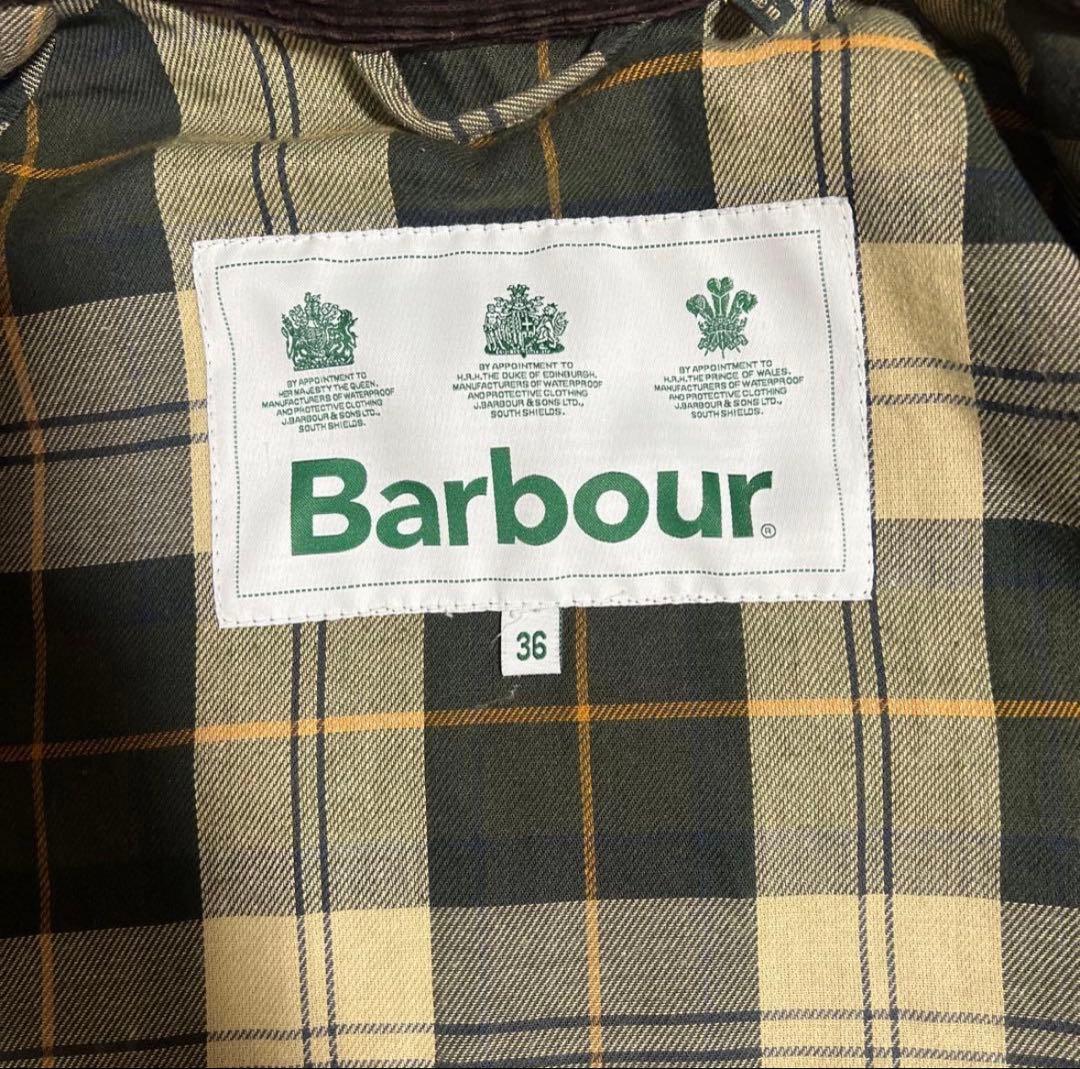 BY APPOINTMENT TO
HER MAJESTY THE QUEEN,
MANUFACTURERS OF WATERPROOF
AND PROTECTIVE CLOTHING
J.BARBOUR & SONS LTD.,
SOUTH SHIELDS.
BY APPOINTMENT TO
H.R.H. THE DUKE OF EDINBURGH.
MANUFACTURERS OF WATERPROOF
AND PROTECTIVE CLOTHING
J.BARBOUR & SONS LTD.,
SOUTH SHIELDS.
BY APPOINTMENT TO
H.R.H. THE PRINCE OF WALES.
MANUFACTURERS OF WATERPROOF
AND PROTECTIVE CLOTHING
J.BARBOUR & SONS LTD.,
SOUTH SHIELDS.
Barbour®
36